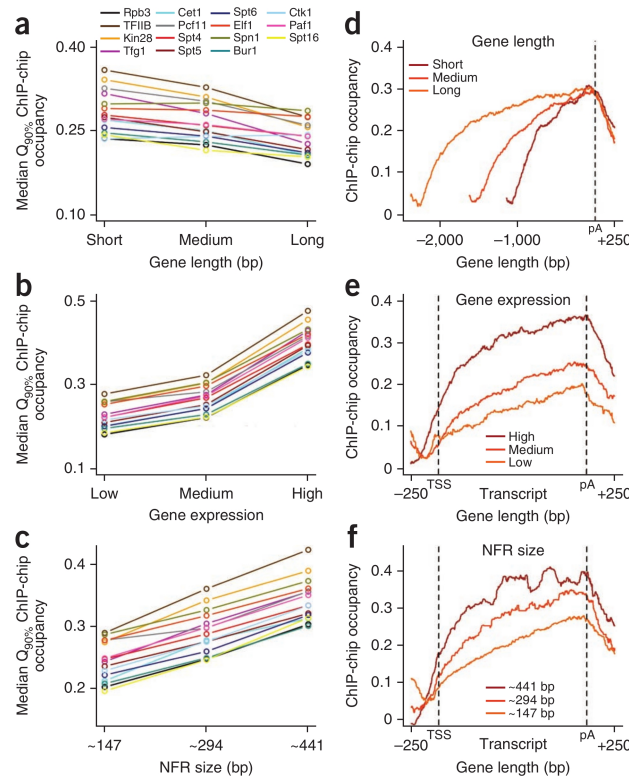 a
Rpb3 Cet1 Spt6 Ctk1
TFIIB Pcf11 Elf1 Paf1
Kin28 Spt4 Spn1 Spt16
Tfg1 Spt5 Bur1
Median Q90% ChIP-chip
occupancy
0.40
0.25
0.10
Short Medium Long
Gene length (bp)
b
Median Q90% ChIP-chip
occupancy
0.5
0.3
0.1
Low Medium High
Gene expression
c
Median Q90% ChIP-chip
occupancy
0.4
0.3
0.2
~147 ~294 ~441
NFR size (bp)
d
Gene length
Short
Medium
Long
ChIP-chip occupancy
0.4
0.3
0.2
0.1
0
–2,000 –1,000 pA +250
Gene length (bp)
e
Gene expression
ChIP-chip occupancy
0.4
0.3
0.2
0.1
0
High
Medium
Low
–250 TSS Transcript pA +250
Gene length (bp)
f
NFR size
ChIP-chip occupancy
0.4
0.3
0.2
0.1
0
~441 bp
~294 bp
~147 bp
–250 TSS Transcript pA +250
Gene length (bp)